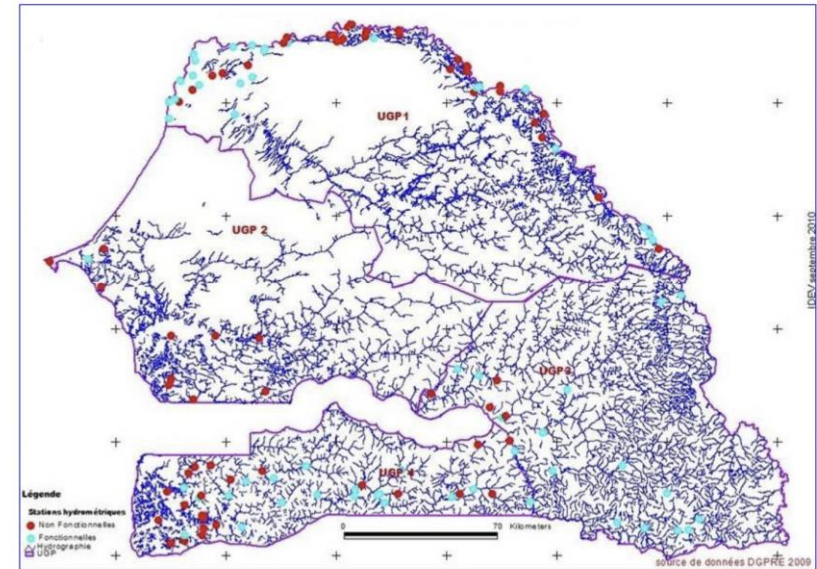 UGP1
UGP 2
UGP3
UGP 4
IDEV septembre 2010
Légende
Stations hydrométriques
Non Fonctionnelles
Fonctionnelles
Hydrographie
UGP
0 70 Kilometers
source de données DGPRE 2009